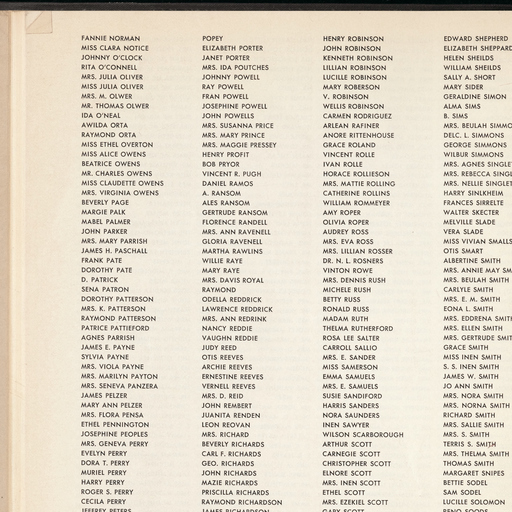 FANNIE NORMAN
MISS CLARA NOTICE
JOHNNY O'CLOCK
RITA O'CONNELL
MRS. JULIA OLIVER
MISS JULIA OLIVER
MRS. M. OLWER
MR. THOMAS OLWER
IDA O'NEAL
AWILDA ORTA
RAYMOND ORTA
MISS ETHEL OVERTON
MISS ALICE OWENS
BEATRICE OWENS
MR. CHARLES OWENS
MISS CLAUDETTE OWENS
MRS. VIRGINIA OWENS
BEVERLY PAGE
MARGIE PALK
MABEL PALMER
JOHN PARKER
MRS. MARY PARRISH
JAMES H. PASCHALL
FRANK PATE
DOROTHY PATE
D. PATRICK
SENA PATRON
DOROTHY PATTERSON
MRS. K. PATTERSON
RAYMOND PATTERSON
PATRICE PATTIEFORD
AGNES PARRISH
JAMES E. PAYNE
SYLVIA PAYNE
MRS. VIOLA PAYNE
MRS. MARILYN PAYTON
MRS. SENEVA PANZERA
JAMES PELZER
MARY ANN PELZER
MRS. FLORA PENSA
ETHEL PENNINGTON
JOSEPHINE PEOPLES
MRS. GENEVA PERRY
EVELYN PERRY
DORA T. PERRY
MURIEL PERRY
HARRY PERRY
ROGER S. PERRY
CECILA PERRY
JEFFREY PETERS
POPEY
ELIZABETH PORTER
JANET PORTER
MRS. IDA POUTCHES
JOHNNY POWELL
RAY POWELL
FRAN POWELL
JOSEPHINE POWELL
JOHN POWELLS
MRS. SUSANNA PRICE
MRS. MARY PRINCE
MRS. MAGGIE PRESSEY
HENRY PROFIT
BOB PRYOR
VINCENT R. PUGH
DANIEL RAMOS
A. RANSOM
ALES RANSOM
GERTRUDE RANSOM
FLORENCE RANDELL
MRS. ANN RAVENELL
GLORIA RAVENELL
MARTHA RAWLINS
WILLIE RAYE
MARY RAYE
MRS. DAVIS ROYAL
RAYMOND
ODELLA REDDRICK
LAWRENCE REDDRICK
MRS. ANN REDRINK
NANCY REDDIE
VAUGHN REDDIE
JUDY REED
OTIS REEVES
ARCHIE REEVES
ERNESTINE REEVES
VERNELL REEVES
MRS. D. REID
JOHN REMBERT
JUANITA RENDEN
LEON REOVAN
MRS. RICHARD
BEVERLY RICHARDS
CARL F. RICHARDS
GEO. RICHARDS
JOHN RICHARDS
MAZIE RICHARDS
PRISCILLA RICHARDS
RAYMOND RICHARDSON
JAMES RICHARDSON
HENRY ROBINSON
JOHN ROBINSON
KENNETH ROBINSON
LILLIAN ROBINSON
LUCILLE ROBINSON
MARY ROBERSON
V. ROBINSON
WELLIS ROBINSON
CARMEN RODRIGUEZ
ARLEAN RAFINER
ANORE RITTENHOUSE
GRACE ROLAND
VINCENT ROLLE
IVAN ROLLE
HORACE ROLLIESON
MRS. MATTIE ROLLING
CATHERINE ROLLINS
WILLIAM ROMMEYER
AMY ROPER
OLIVIA ROPER
AUDREY ROSS
MRS. EVA ROSS
MRS. LILLIAN ROSSER
DR. N. L. ROSNERS
VINTON ROWE
MRS. DENNIS RUSH
MICHELE RUSH
BETTY RUSS
RONALD RUSS
MADAM RUTH
THELMA RUTHERFORD
ROSA LEE SALTER
CARROLL SALLIO
MRS. E. SANDER
MISS SAMERSON
EMMA SAMUELS
MRS. E. SAMUELS
SUSIE SANDIFORD
HARRIS SANDERS
NORA SAUNDERS
INEN SAWYER
WILSON SCARBOROUGH
ARTHUR SCOTT
CARNEGIE SCOTT
CHRISTOPHER SCOTT
ELNORE SCOTT
MRS. INEN SCOTT
ETHEL SCOTT
MRS. EZEKIEL SCOTT
GARY SCOTT
EDWARD SHEPHERD
ELIZABETH SHEPPARD
HELEN SHEILDS
WILLIAM SHEILDS
SALLY A. SHORT
MARY SIDER
GERALDINE SIMON
ALMA SIMS
B. SIMS
MRS. BEULAH SIMMO
DELC. L. SIMMONS
GEORGE SIMMONS
WILBUR SIMMONS
MRS. AGNES SINGLET
MRS. REBECCA SINGL
MRS. NELLIE SINGLET
HARRY SINLKHEIM
FRANCES SIRRELTE
WALTER SKECTER
MELVILLE SLADE
VERA SLADE
MISS VIVIAN SMALLS
OTIS SMART
ALBERTINE SMITH
MRS. ANNIE MAY SM
MRS. BEULAH SMITH
CARLYLE SMITH
MRS. E. M. SMITH
EONA L. SMITH
MRS. EDDRENA SMIT
MRS. ELLEN SMITH
MRS. GERTRUDE SMIT
GRACE SMITH
MISS INEN SMITH
S. S. INEN SMITH
JAMES W. SMITH
JO ANN SMITH
MRS. NORA SMITH
MRS. NORNA SMITH
RICHARD SMITH
MRS. SALLIE SMITH
MRS. S. SMITH
TERRIS S. SMITH
MRS. THELMA SMITH
THOMAS SMITH
MARGARET SNIPES
BETTIE SODEL
SAM SODEL
LUCILLE SOLOMON